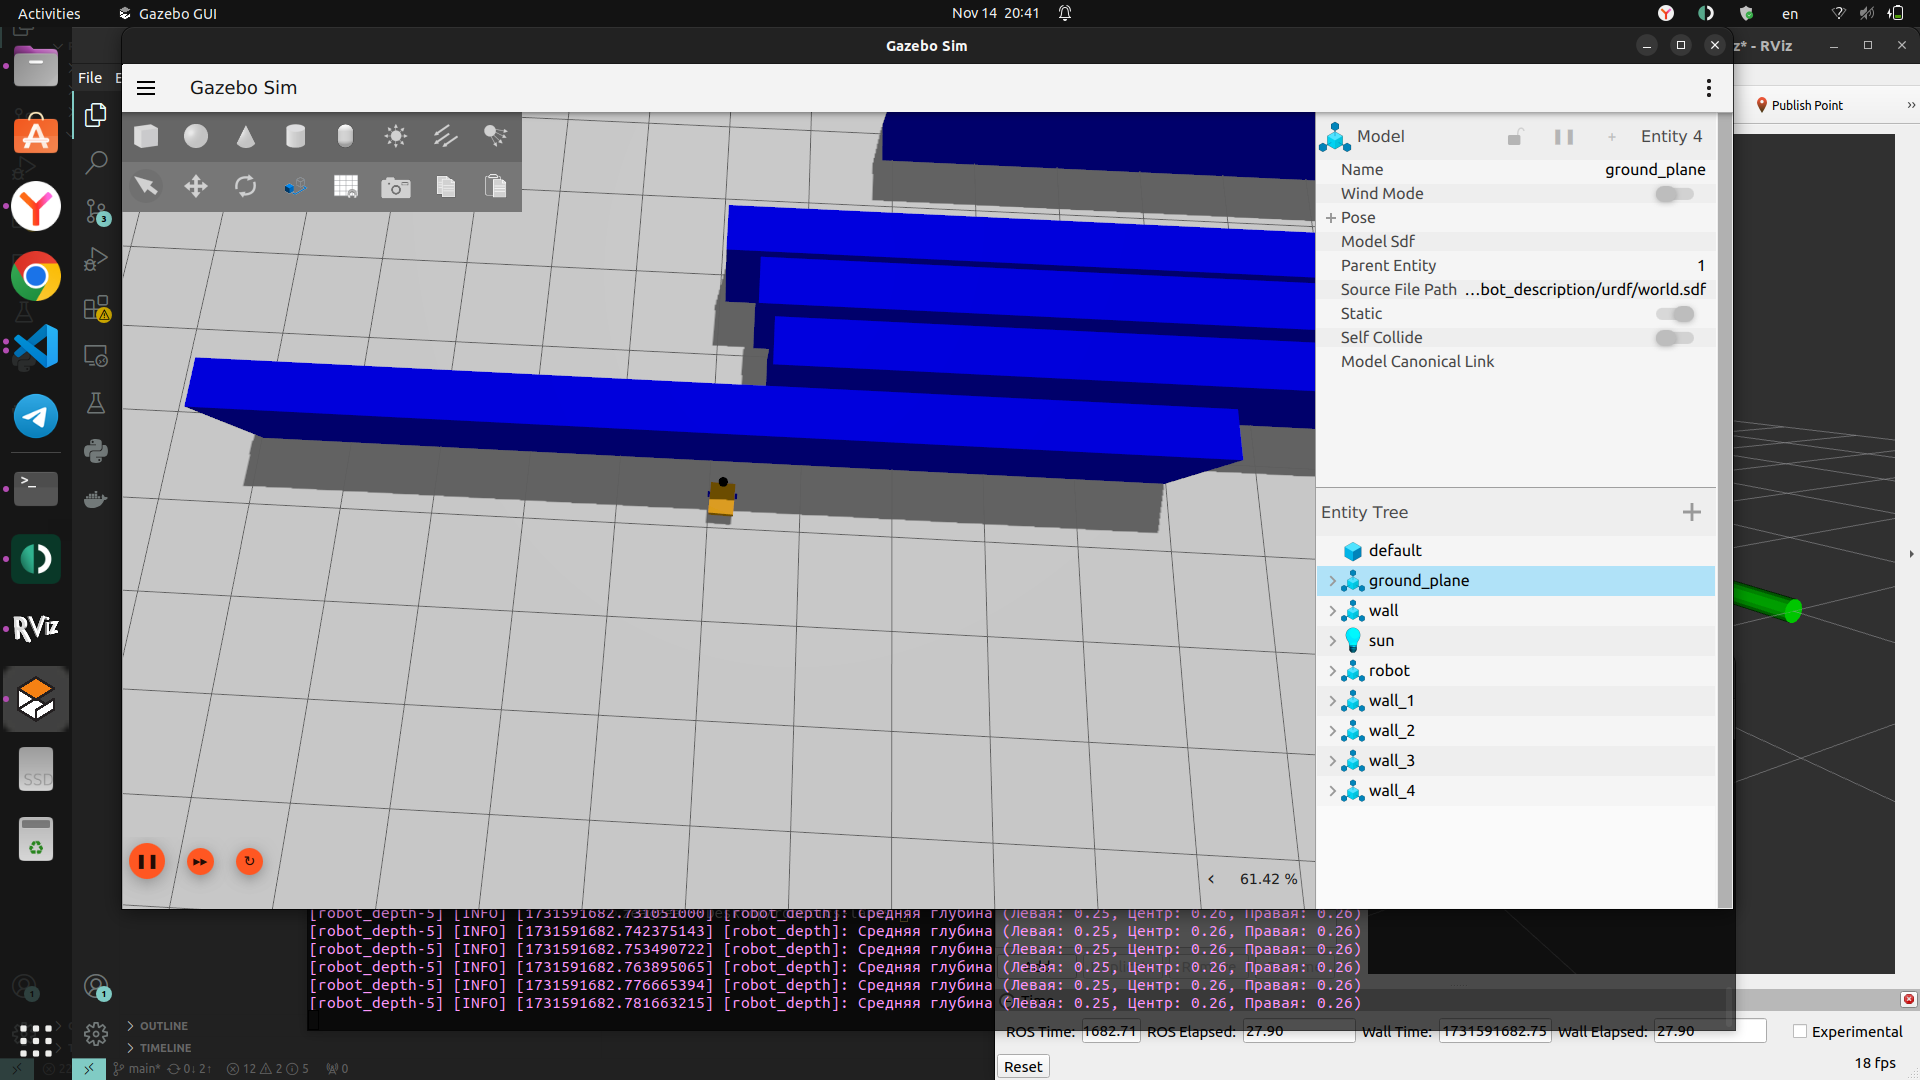 Activities
Gazebo GUI
Nov 14 20:41
en
Gazebo Sim
z* - RViz
File E
Gazebo Sim
Publish Point
Model
Entity 4
Name ground_plane
Wind Mode
Pose
Model Sdf
Parent Entity 1
Source File Path ...bot_description/urdf/world.sdf
Static
Self Collide
Model Canonical Link
Entity Tree
default
ground_plane
wall
sun
robot
wall_1
wall_2
wall_3
wall_4
3
RViz
SSD
61.42 %
[robot_depth-5] [INFO] [1731591682.731051000] [robot_depth]: Средняя глубина (Левая: 0.25, Центр: 0.26, Правая: 0.26)
[robot_depth-5] [INFO] [1731591682.742375143] [robot_depth]: Средняя глубина (Левая: 0.25, Центр: 0.26, Правая: 0.26)
[robot_depth-5] [INFO] [1731591682.753490722] [robot_depth]: Средняя глубина (Левая: 0.25, Центр: 0.26, Правая: 0.26)
[robot_depth-5] [INFO] [1731591682.763895065] [robot_depth]: Средняя глубина (Левая: 0.25, Центр: 0.26, Правая: 0.26)
[robot_depth-5] [INFO] [1731591682.776665394] [robot_depth]: Средняя глубина (Левая: 0.25, Центр: 0.26, Правая: 0.26)
[robot_depth-5] [INFO] [1731591682.781663215] [robot_depth]: Средняя глубина (Левая: 0.25, Центр: 0.26, Правая: 0.26)
1
1
OUTLINE
TIMELINE
ROS Time: 1682.71 ROS Elapsed: 27.90 Wall Time: 1731591682.75 Wall Elapsed: 27.90
Experimental
Reset
18 fps
22
main* 0↓ 2↑ 12 2 5 0